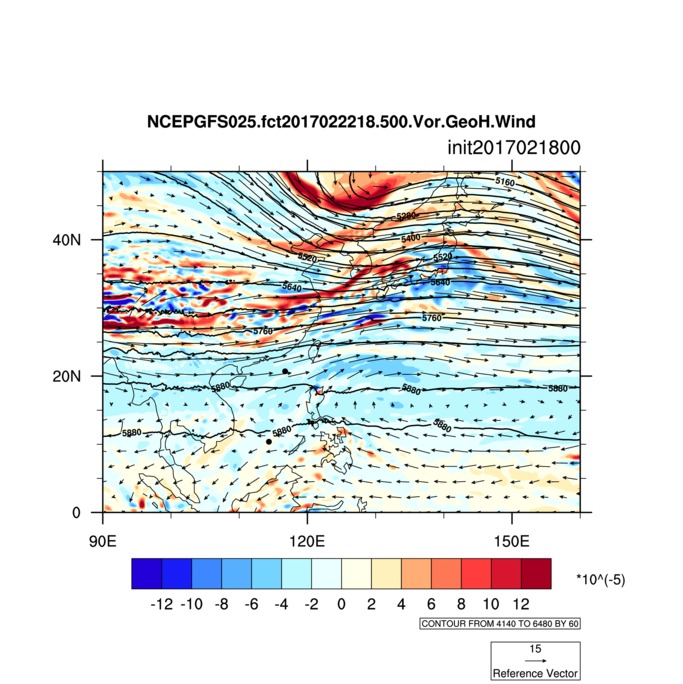 NCEPGFS025.fct2017022218.500.Vor.GeoH.Wind
init2017021800
5160
5280
40N
5400
5520
5520
5640
5640
5760
5760
20N
5880
5880
5880
5880
5880
5880
0
90E
120E
150E
-12 -10 -8 -6 -4 -2 0 2 4 6 8 10 12
*10^(-5)
CONTOUR FROM 4140 TO 6480 BY 60
15
Reference Vector